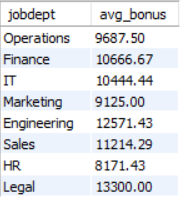 jobdept avg_bonus
Operations 9687.50
Finance 10666.67
IT 10444.44
Marketing 9125.00
Engineering 12571.43
Sales 11214.29
HR 8171.43
Legal 13300.00